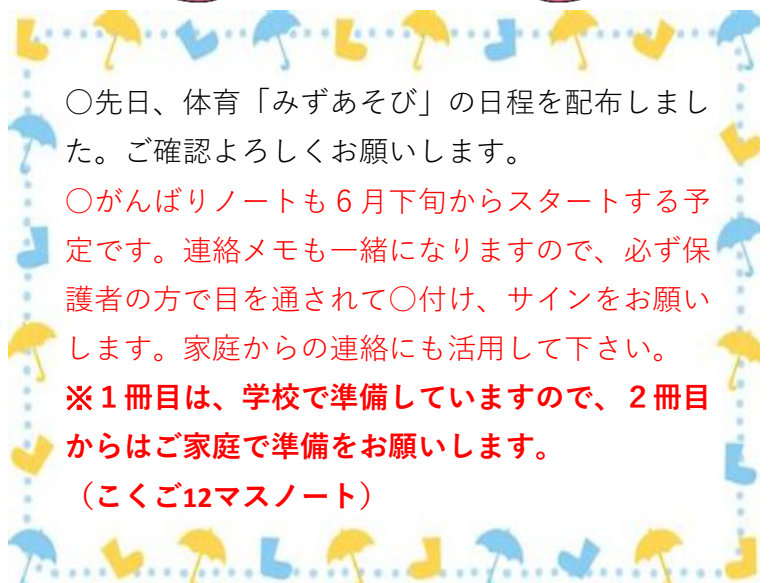 ○先日、体育「みずあそび」の日程を配布しまし
た。ご確認よろしくお願いします。
○がんばりノートも６月下旬からスタートする予
定です。連絡メモも一緒になりますので、必ず保
護者の方で目を通されて○付け、サインをお願い
します。家庭からの連絡にも活用して下さい。
※１冊目は、学校で準備していますので、２冊目
からはご家庭で準備をお願いします。
（こくご12マスノート）